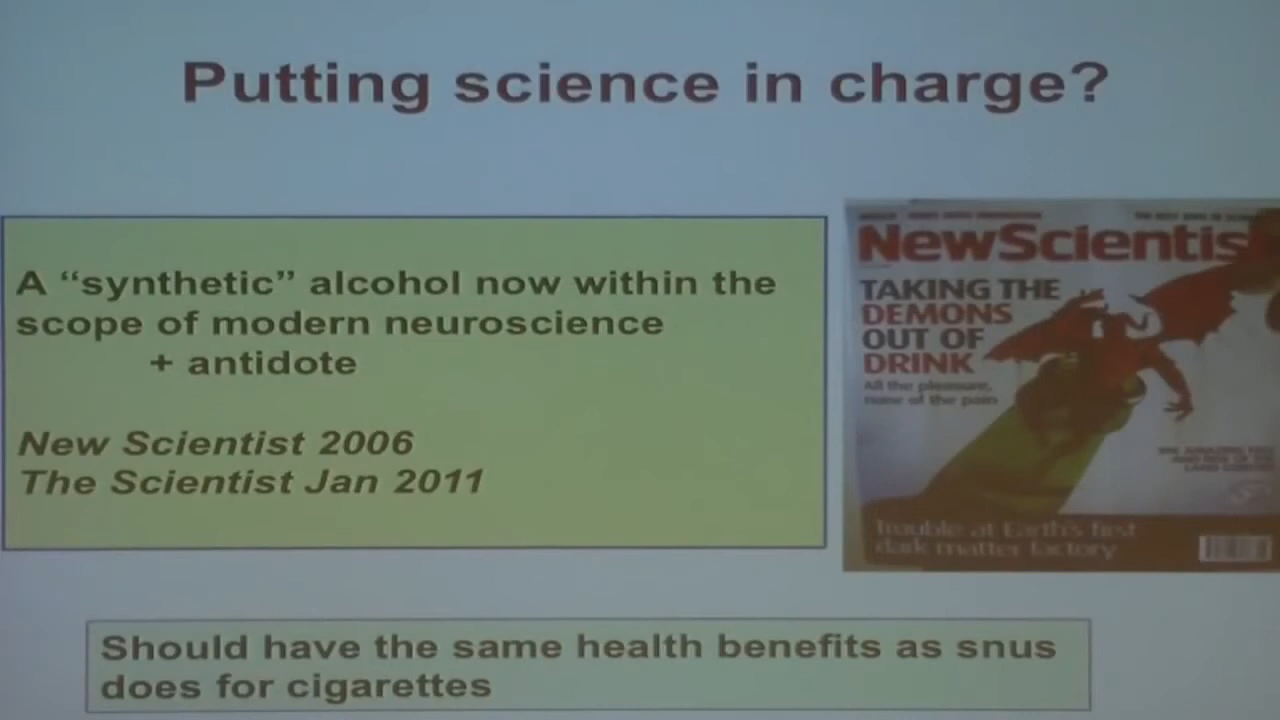 Putting science in charge?
A “synthetic” alcohol now within the
scope of modern neuroscience
+ antidote
New Scientist 2006
The Scientist Jan 2011
NewScientis
TAKING THE
DEMONS
OUT OF
DRINK
All the pleasure,
none of the pain
Trouble at Earth's first
dark matter factory
Should have the same health benefits as snus
does for cigarettes